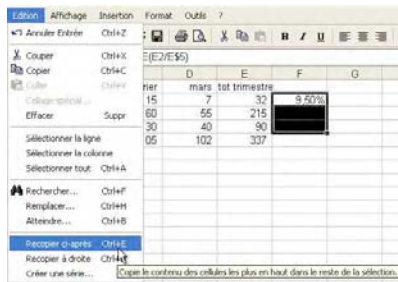 Edition Affichage Insertion Format Outils ?
Annuler Entrée Ctrl+Z
Couper Ctrl+X
Copier Ctrl+C
Coller Ctrl+V
Collage spécial ...
Effacer Suppr
Sélectionner la ligne
Sélectionner la colonne
Sélectionner tout Ctrl+A
Rechercher... Ctrl+F
Remplacer... Ctrl+H
Atteindre... Ctrl+B
Recopier ci-après Ctrl+E
Recopier à droite
Créer une série...
Copie le contenu des cellules les plus en haut dans le reste de la sélection.
B I U
E(E2/E$5)
D E F G
rier mars tot trimestre
15 7 32 9,50%
60 55 215
30 40 90
05 102 337